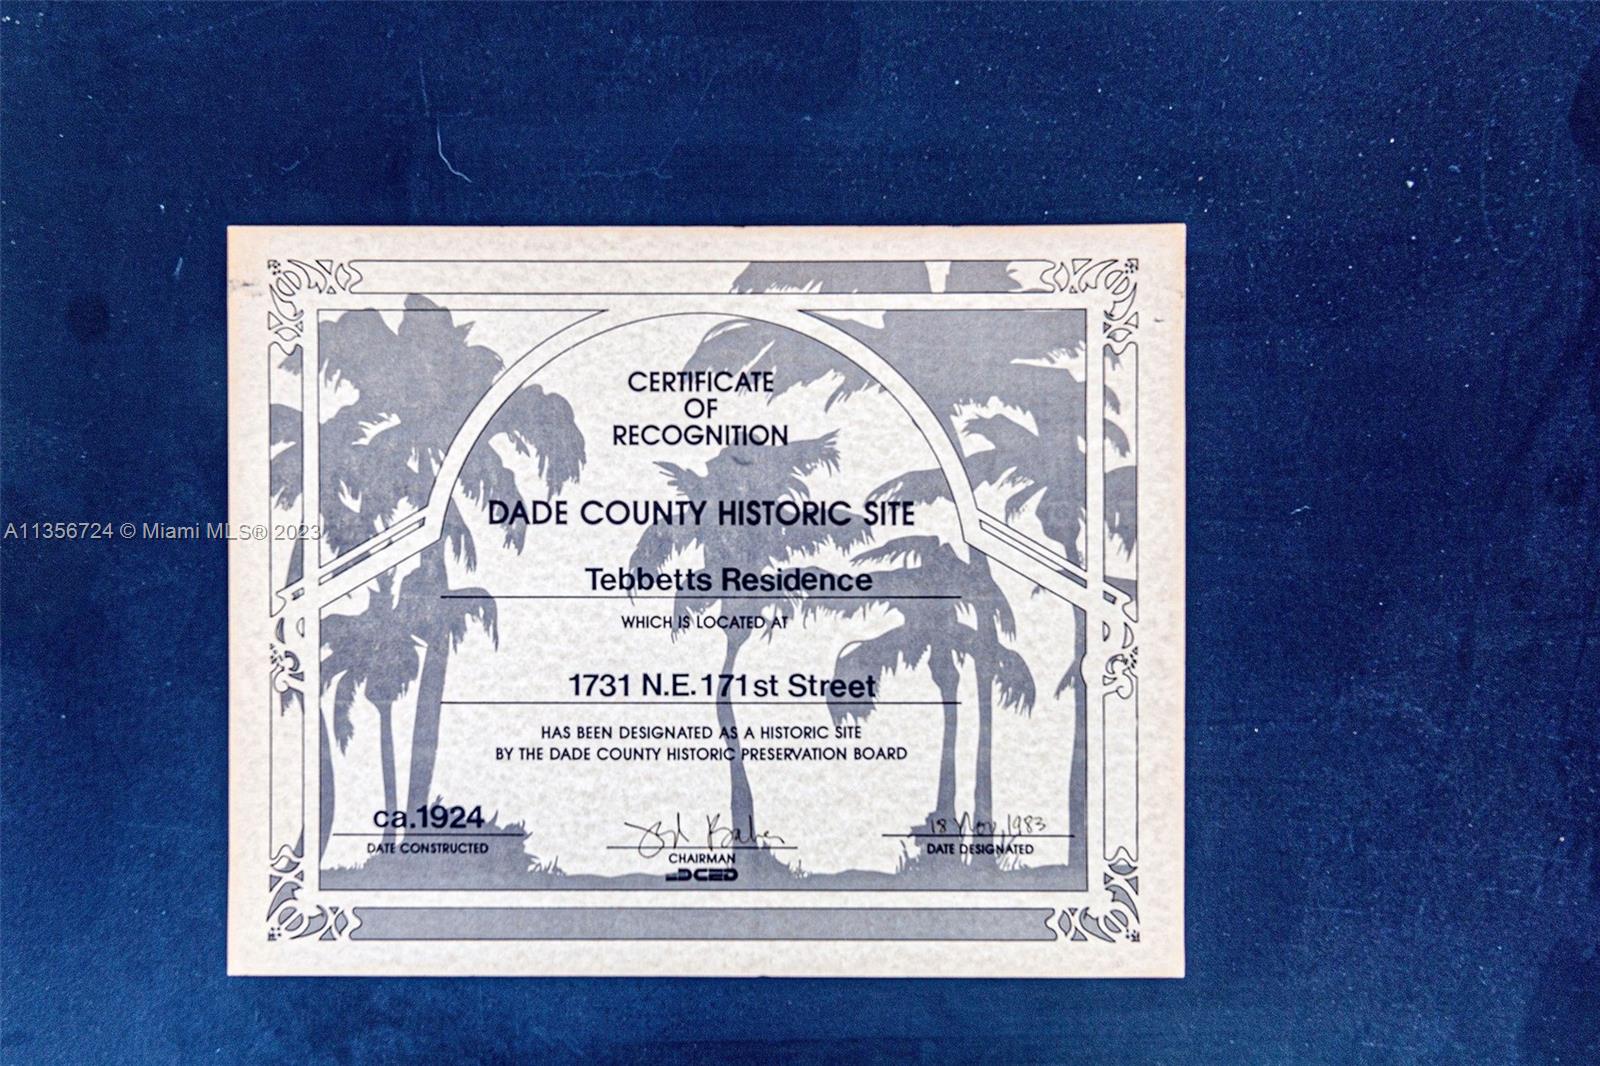 CERTIFICATE
OF
RECOGNITION
DADE COUNTY HISTORIC SITE
A11356724 © Miami MLS® 2023
Tebbetts Residence
WHICH IS LOCATED AT
1731 N.E. 171st Street
HAS BEEN DESIGNATED AS A HISTORIC SITE
BY THE DADE COUNTY HISTORIC PRESERVATION BOARD
ca.1924
18 Nov, 1983
DATE CONSTRUCTED
CHAIRMAN
DATE DESIGNATED
DCED